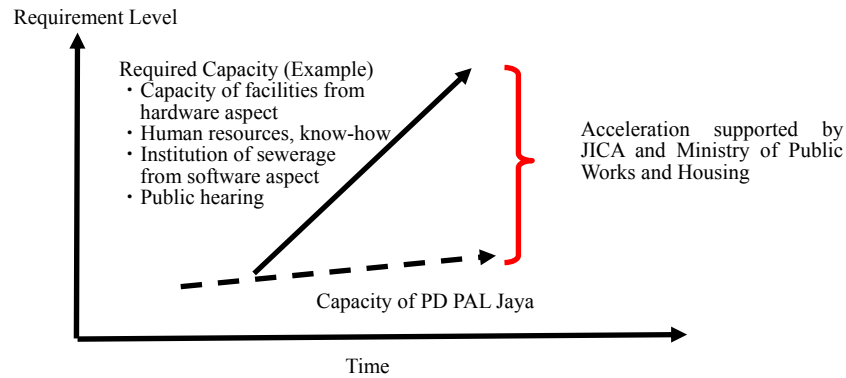 Requirement Level
Required Capacity (Example)
・Capacity of facilities from
hardware aspect
・Human resources, know-how
・Institution of sewerage
from software aspect
・Public hearing
Acceleration supported by
JICA and Ministry of Public
Works and Housing
Capacity of PD PAL Jaya
Time